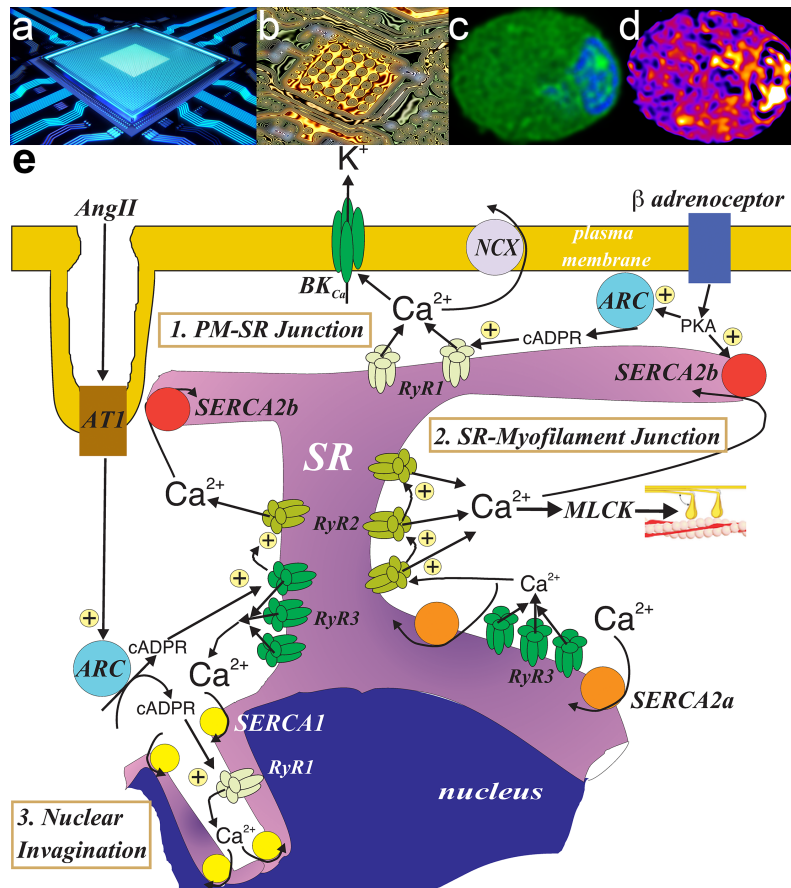 a
b
c
d
e
K⁺
AngII
β adrenoceptor
NCX
plasma
membrane
BK_Ca
Ca²⁺
ARC
+
PKA
+
1. PM-SR Junction
+
cADPR
RyR1
SERCA2b
AT1
SERCA2b
2. SR-Myofilament Junction
SR
Ca²⁺
+
Ca²⁺
MLCK
RyR2
+
+
+
+
Ca²⁺
RyR3
Ca²⁺
+
cADPR
ARC
Ca²⁺
RyR3
SERCA2a
cADPR
SERCA1
RyR1
+
nucleus
3. Nuclear
Invagination
Ca²⁺